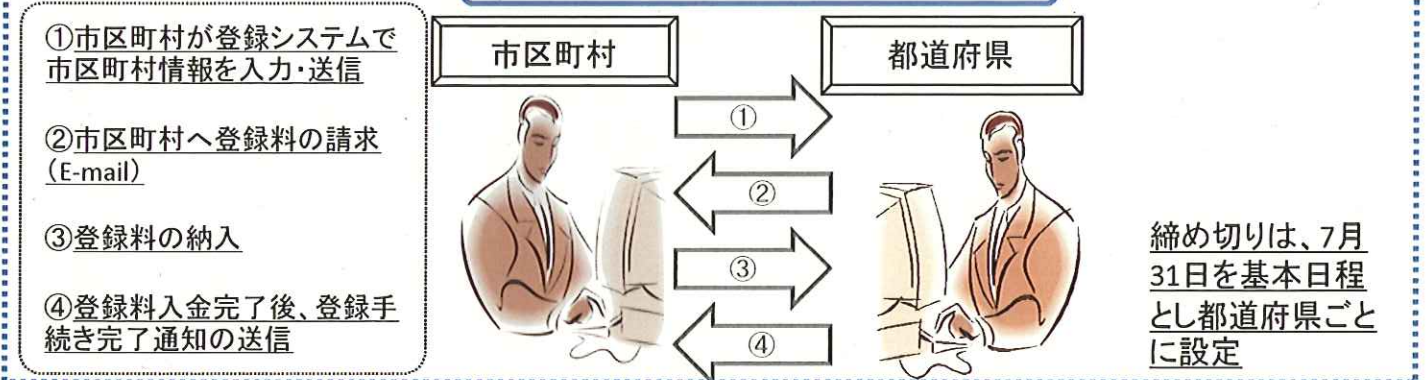 ①市区町村が登録システムで
市区町村情報を入力・送信
②市区町村へ登録料の請求
（E-mail）
③登録料の納入
④登録料入金完了後、登録手
続き完了通知の送信
市区町村
都道府県
①
②
③
④
締め切りは、7月
31日を基本日程
とし都道府県ごと
に設定